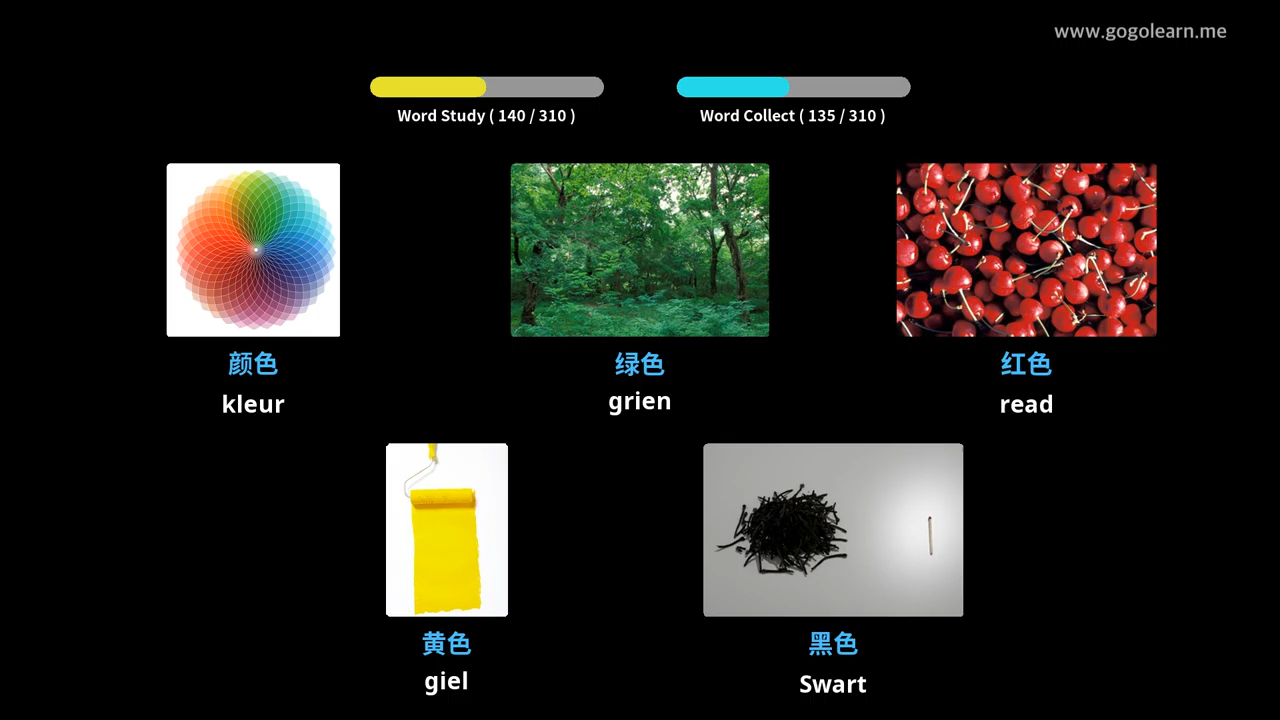 www.gogolearn.me
Word Study ( 140 / 310 )
Word Collect ( 135 / 310 )
颜色
绿色
红色
kleur
grien
read
黄色
黑色
giel
Swart